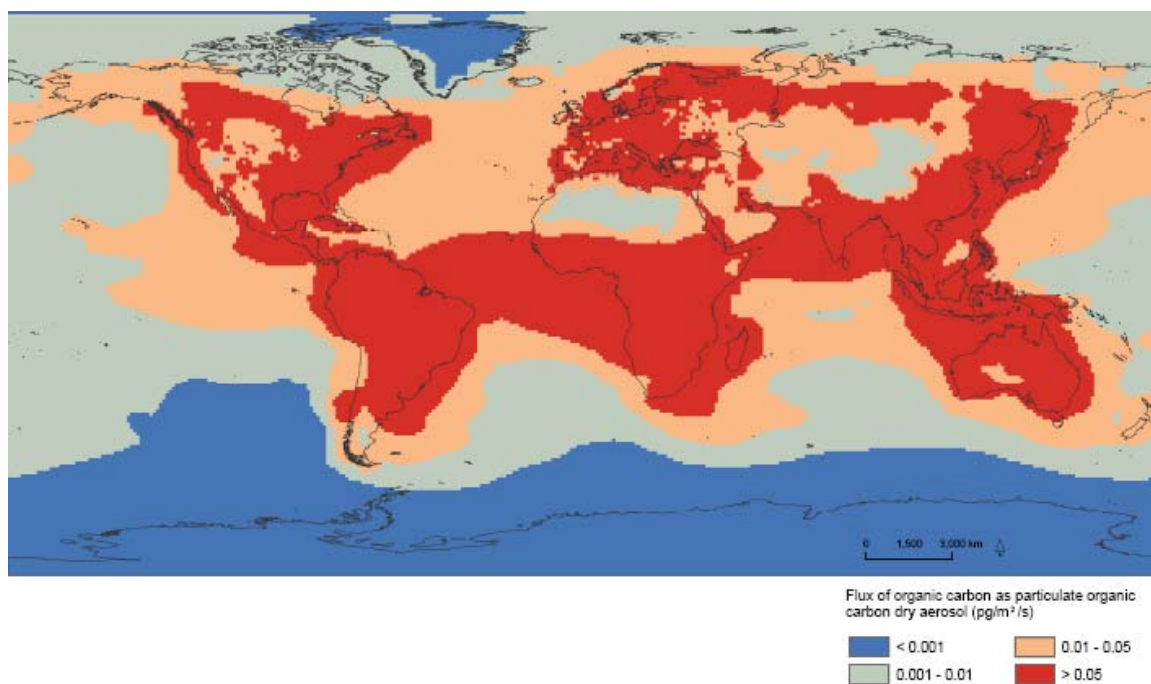 0 1,500 3,000 km
Flux of organic carbon as particulate organic
carbon dry aerosol (pg/m²/s)
< 0.001
0.01 - 0.05
0.001 - 0.01
> 0.05